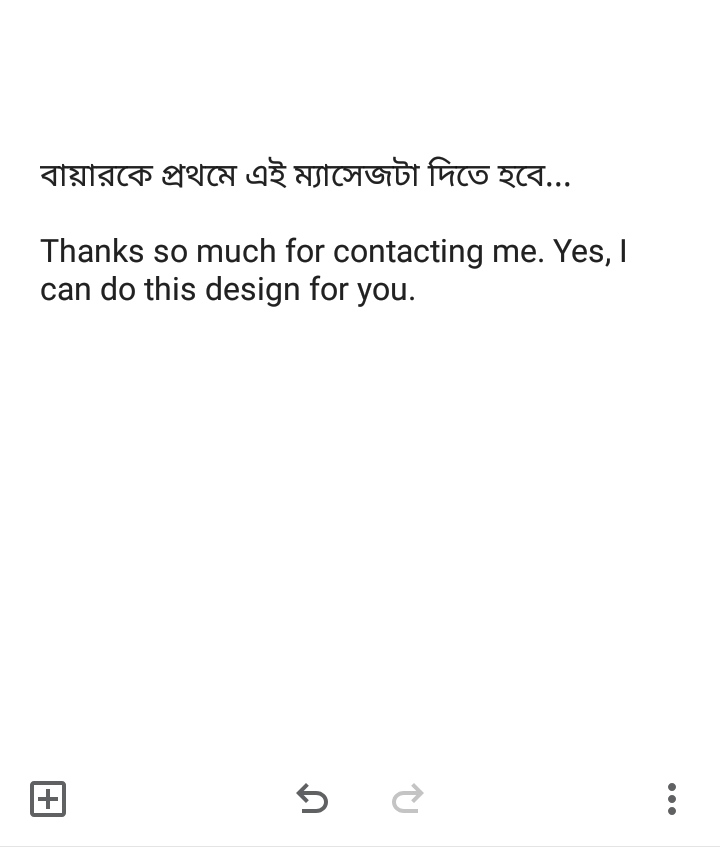 বায়ারকে প্রথমে এই ম্যাসেজটা দিতে হবে...
Thanks so much for contacting me. Yes, I
can do this design for you.